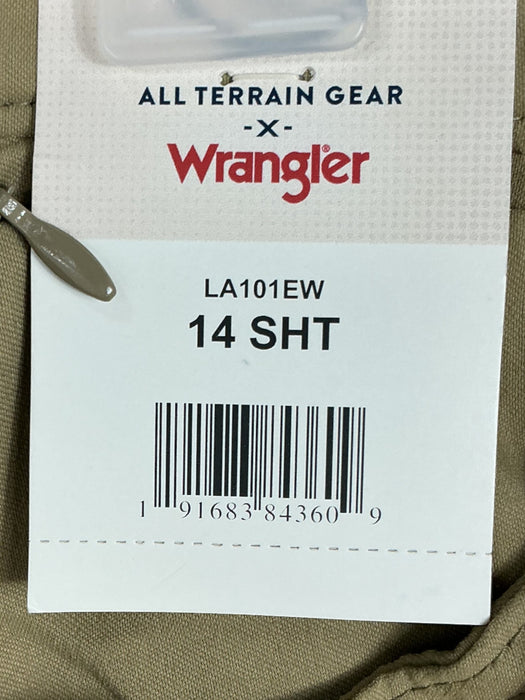 ALL TERRAIN GEAR
-X-
Wrangler®
LA101EW
14 SHT
1 91683 84360 9